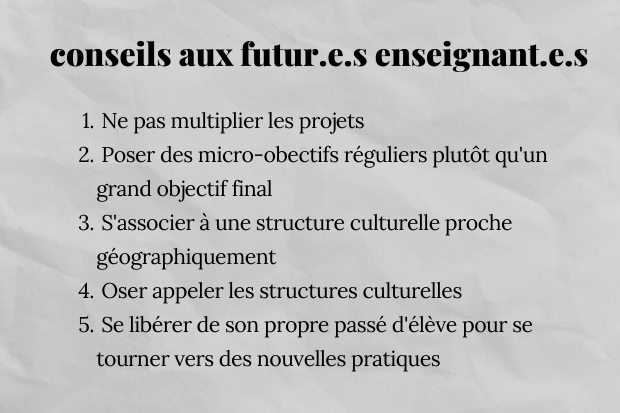 conseils aux futur.e.s enseignant.e.s
1. Ne pas multiplier les projets
2. Poser des micro-obectifs réguliers plutôt qu'un
grand objectif final
3. S'associer à une structure culturelle proche
géographiquement
4. Oser appeler les structures culturelles
5. Se libérer de son propre passé d'élève pour se
tourner vers des nouvelles pratiques